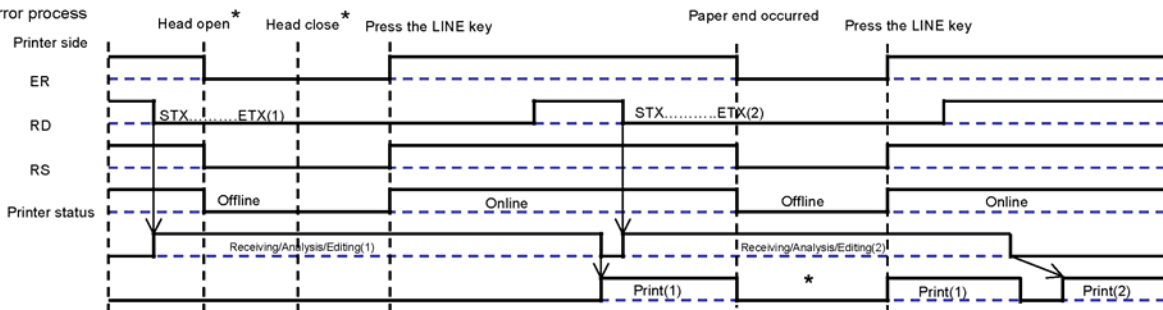 rror process
Head open*
Head close*
Press the LINE key
Paper end occurred
Press the LINE key
Printer side
ER
RD
STX..........ETX(1)
STX...........ETX(2)
RS
Printer status
Offline
Online
Offline
Online
Receiving/Analysis/Editing(1)
Receiving/Analysis/Editing(2)
Print(1)
*
Print(1)
Print(2)